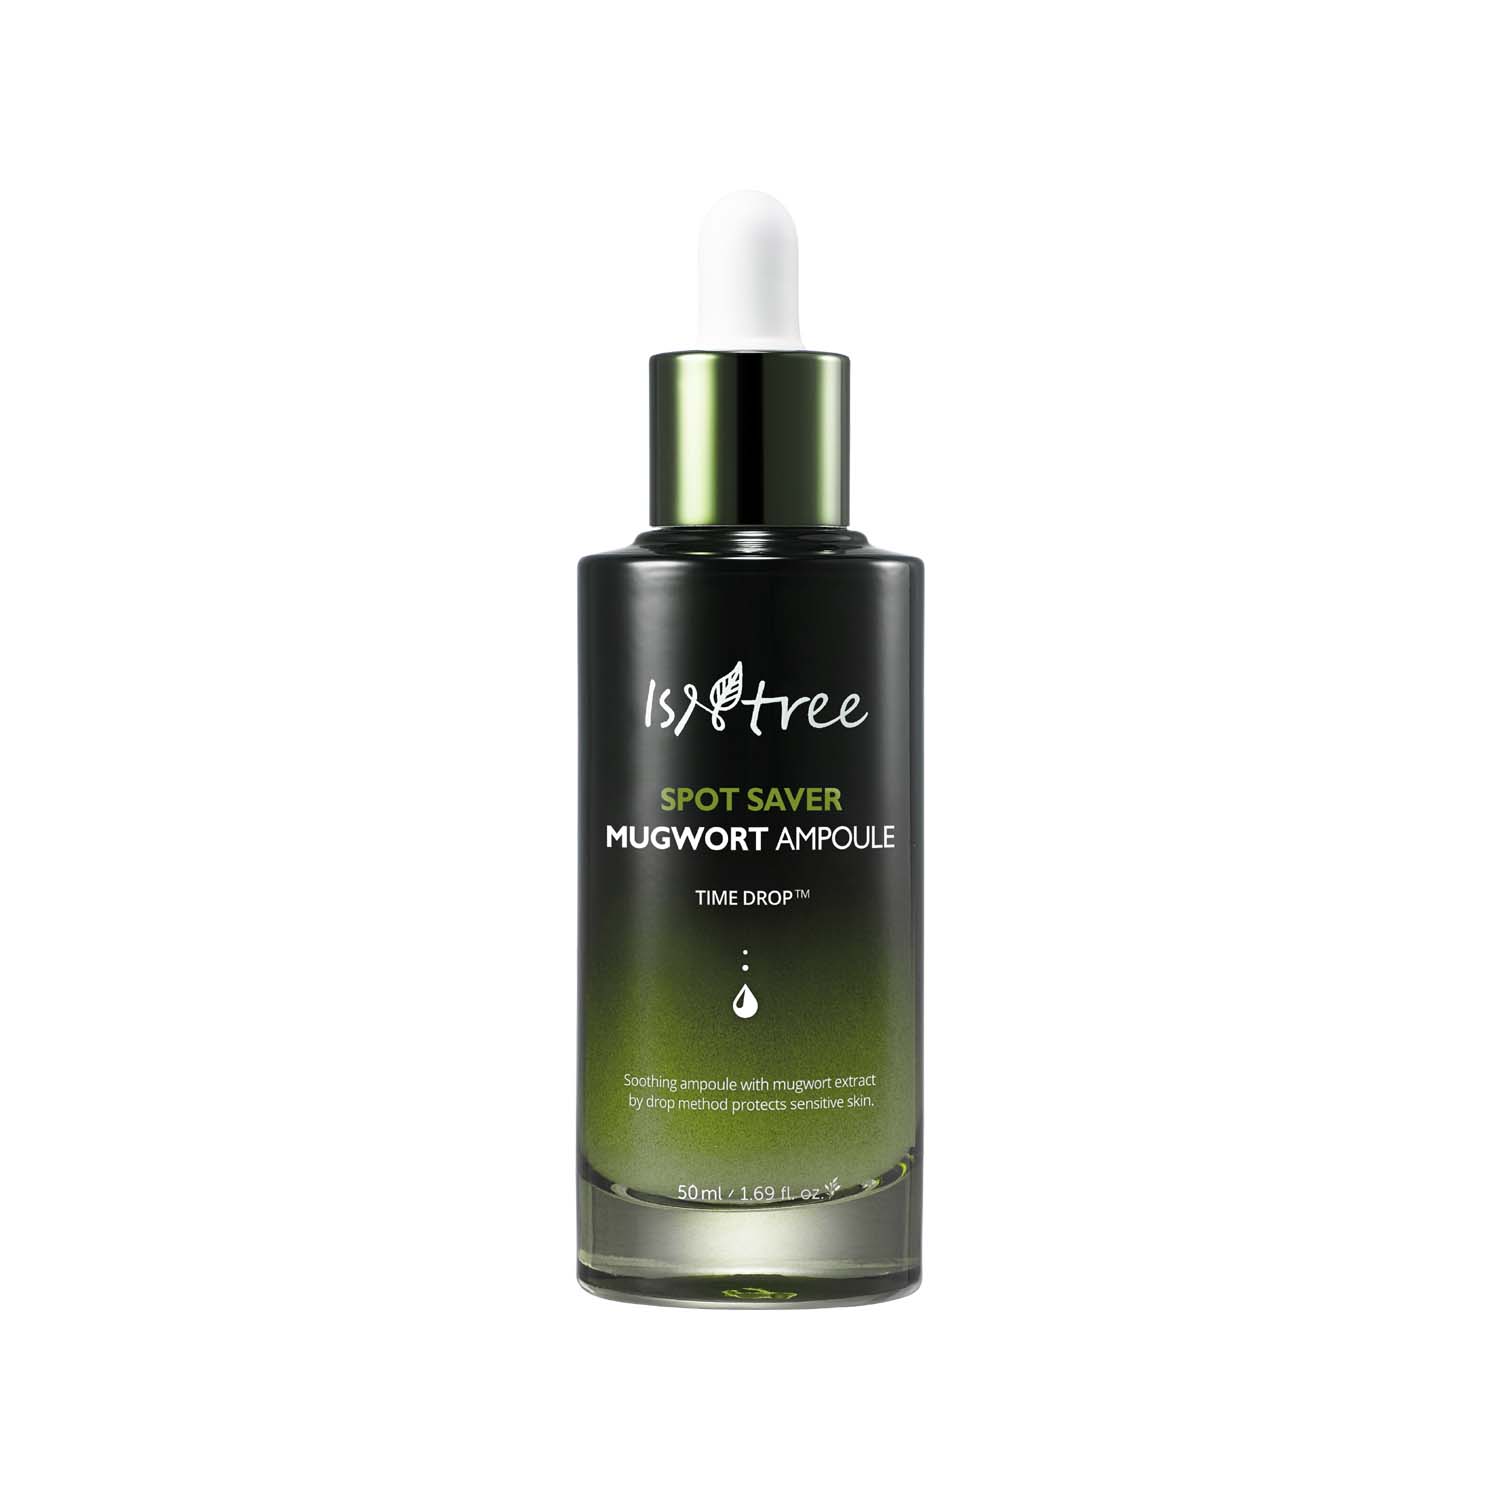 Isntree
SPOT SAVER
MUGWORT AMPOULE
TIME DROP™
Soothing ampoule with mugwort extract
by drop method protects sensitive skin.
50 ml / 1.69 fl. oz.